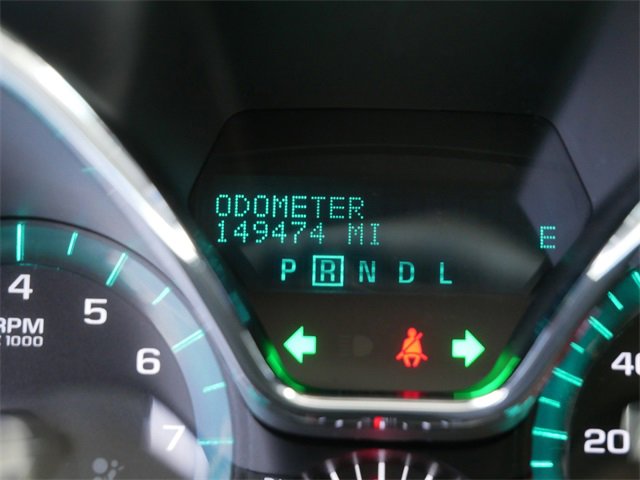 ODOMETER
149474 MI E
P R N D L
4 5 6 7
RPM
X 1000
40
20